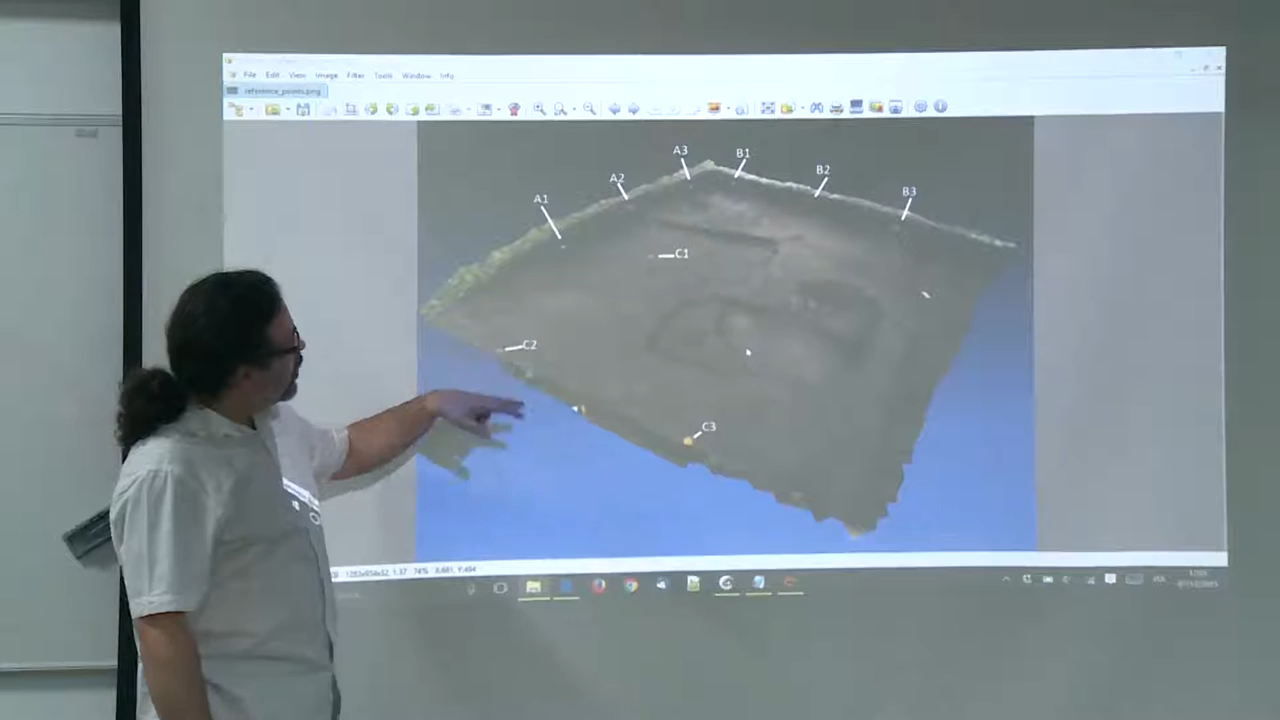 File Edit View Image Filter Tools Window Info
reference_points.png
A3
B1
A2
B2
A1
B3
C1
C2
C3